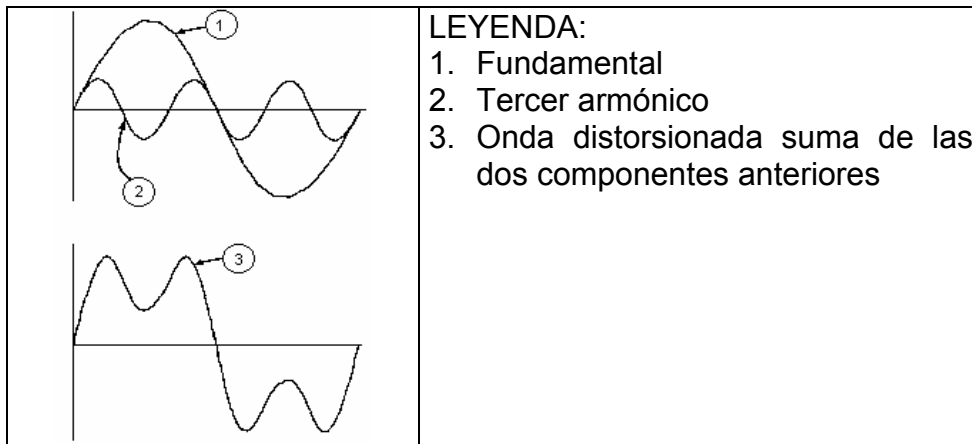 1
2
3
LEYENDA:
1. Fundamental
2. Tercer armónico
3. Onda distorsionada suma de las
dos componentes anteriores